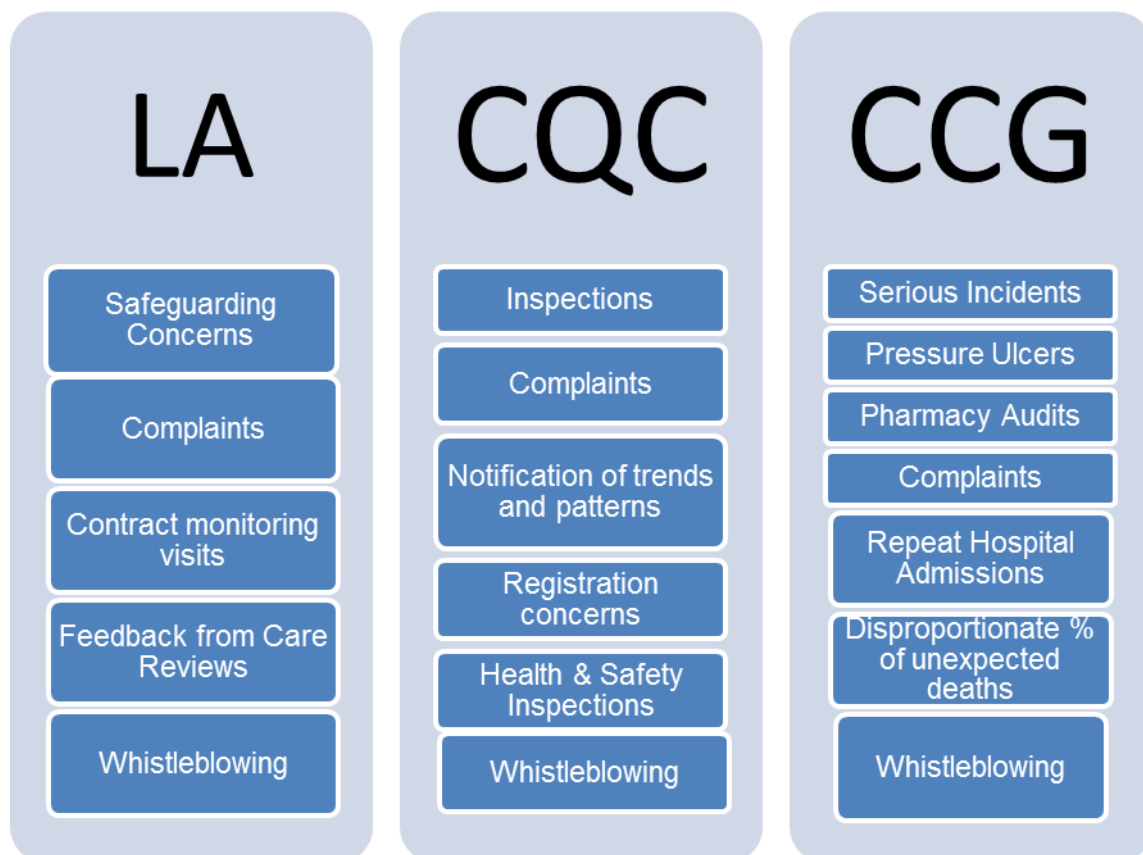 LA
Safeguarding
Concerns
Complaints
Contract monitoring
visits
Feedback from Care
Reviews
Whistleblowing
CQC
Inspections
Complaints
Notification of trends
and patterns
Registration
concerns
Health & Safety
Inspections
Whistleblowing
CCG
Serious Incidents
Pressure Ulcers
Pharmacy Audits
Complaints
Repeat Hospital
Admissions
Disproportionate %
of unexpected
deaths
Whistleblowing